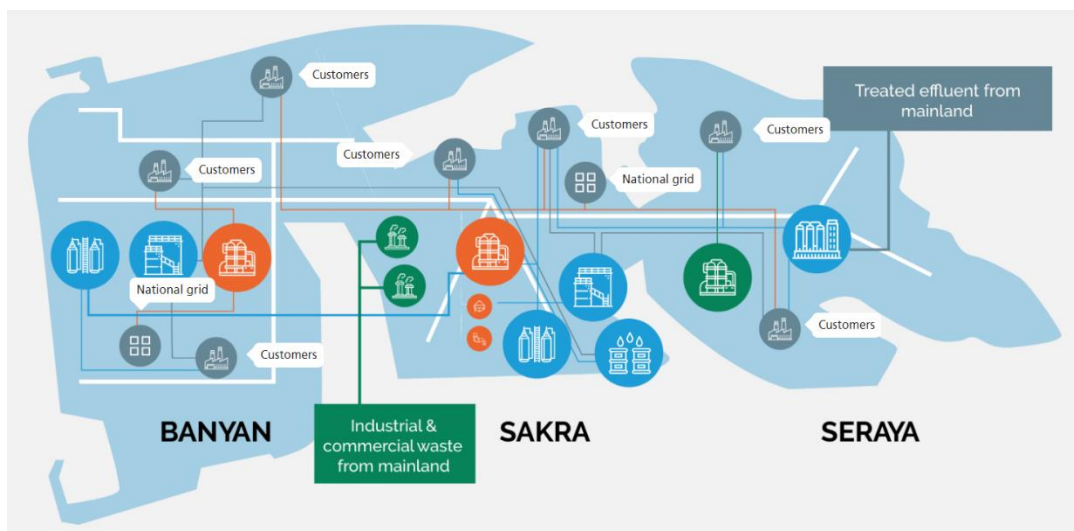 Customers
Customers
Customers
Customers
Customers
Treated effluent from
mainland
Customers
National grid
National grid
Customers
Customers
BANYAN
SAKRA
SERAYA
Industrial &
commercial waste
from mainland